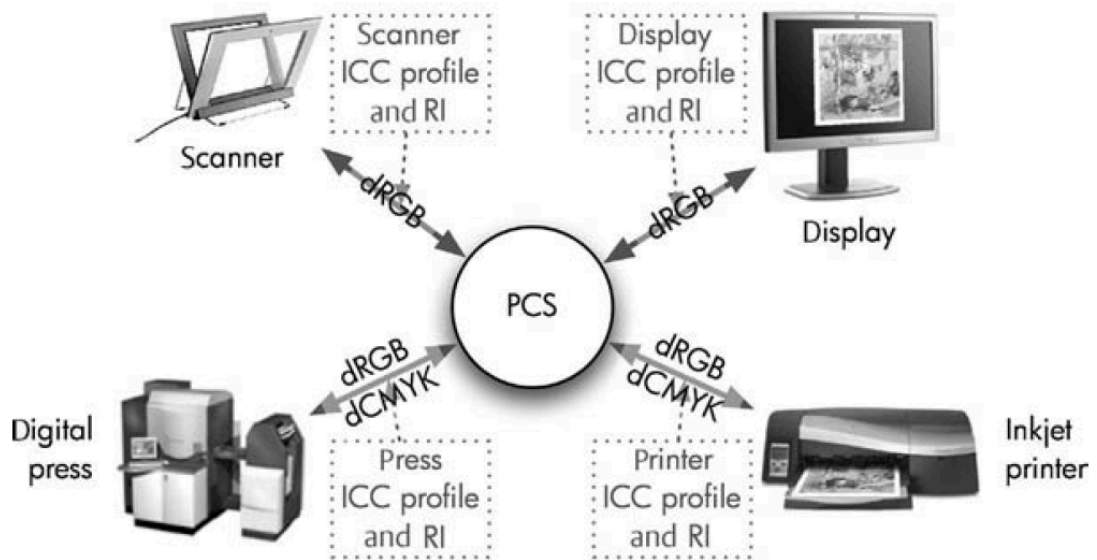 Scanner
ICC profile
and RI
Display
ICC profile
and RI
Scanner
dRGB
dRGB
Display
PCS
dRGB
dCMYK
dRGB
dCMYK
Digital
press
Press
ICC profile
and RI
Printer
ICC profile
and RI
Inkjet
printer